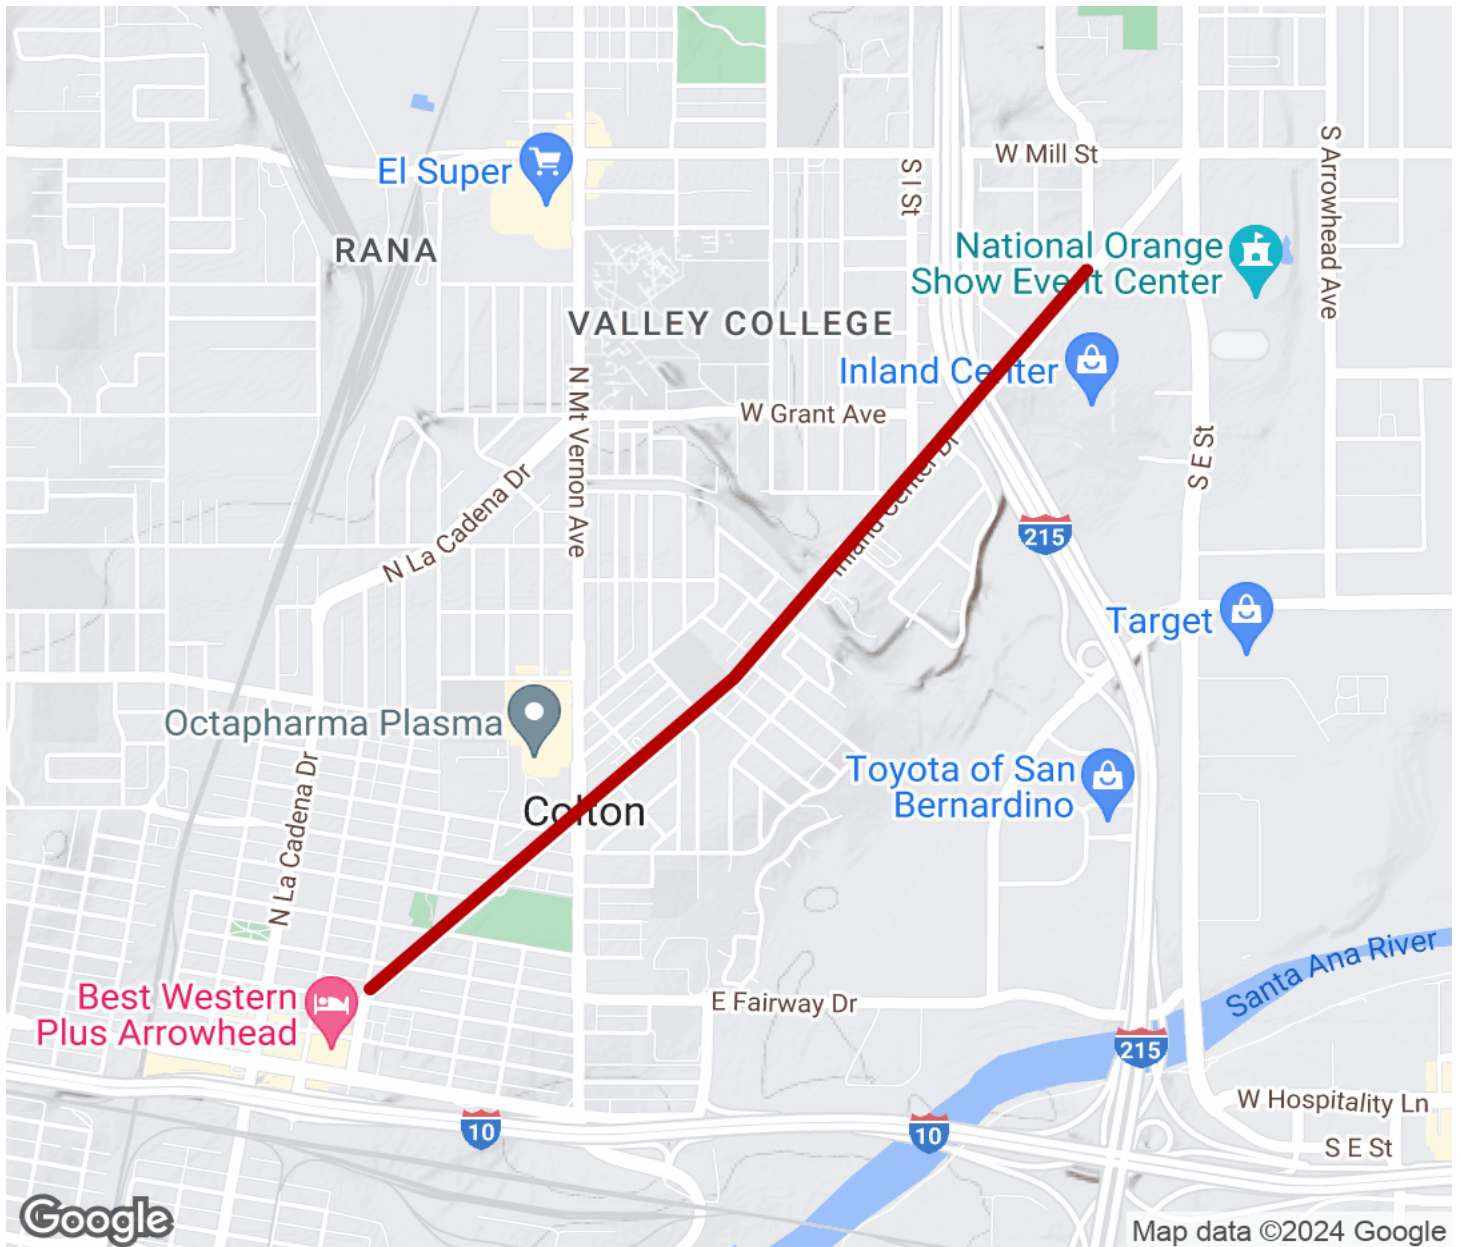 W Mill St
S I St
S Arrowhead Ave
El Super
RANA
National Orange
Show Event Center
VALLEY COLLEGE
Inland Center
N Mt Vernon Ave
W Grant Ave
S E St
Inland Center Dr
N La Cadena Dr
215
Target
Octapharma Plasma
N La Cadena Dr
Toyota of San
Bernardino
Colton
Santa Ana River
Best Western
Plus Arrowhead
E Fairway Dr
215
W Hospitality Ln
10
10
S E St
Google
Map data ©2024 Google